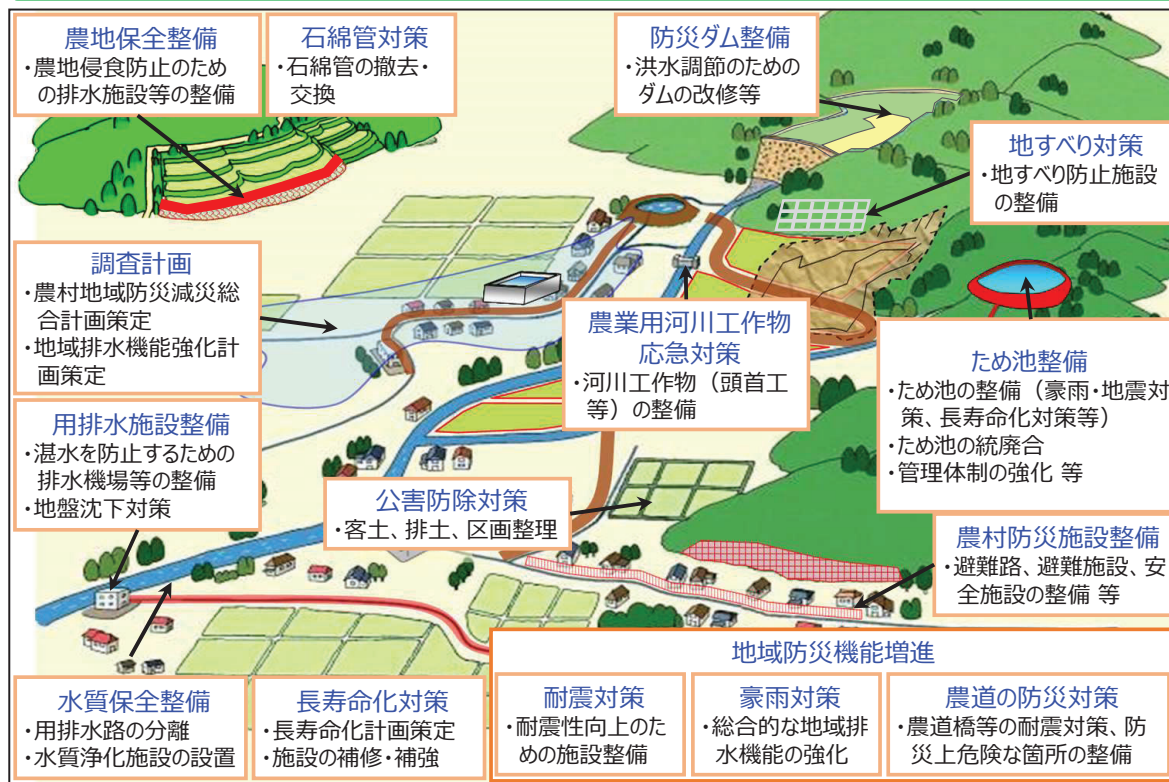 農地保全整備
・農地侵食防止のため
の排水施設等の整備
石綿管対策
・石綿管の撤去・
交換
防災ダム整備
・洪水調節のための
ダムの改修等
地すべり対策
・地すべり防止施設
の整備
調査計画
・農村地域防災減災総
合計画策定
・地域排水機能強化計
画策定
農業用河川工作物
応急対策
・河川工作物（頭首工
等）の整備
ため池整備
・ため池の整備（豪雨・地震対
策、長寿命化対策等）
・ため池の統廃合
・管理体制の強化 等
用排水施設整備
・湛水を防止するための
排水機場等の整備
・地盤沈下対策
公害防除対策
・客土、排土、区画整理
農村防災施設整備
・避難路、避難施設、安
全施設の整備 等
水質保全整備
・用排水路の分離
・水質浄化施設の設置
長寿命化対策
・長寿命化計画策定
・施設の補修・補強
地域防災機能増進
耐震対策
・耐震性向上のた
めの施設整備
豪雨対策
・総合的な地域排
水機能の強化
農道の防災対策
・農道橋等の耐震対策、防
災上危険な箇所の整備